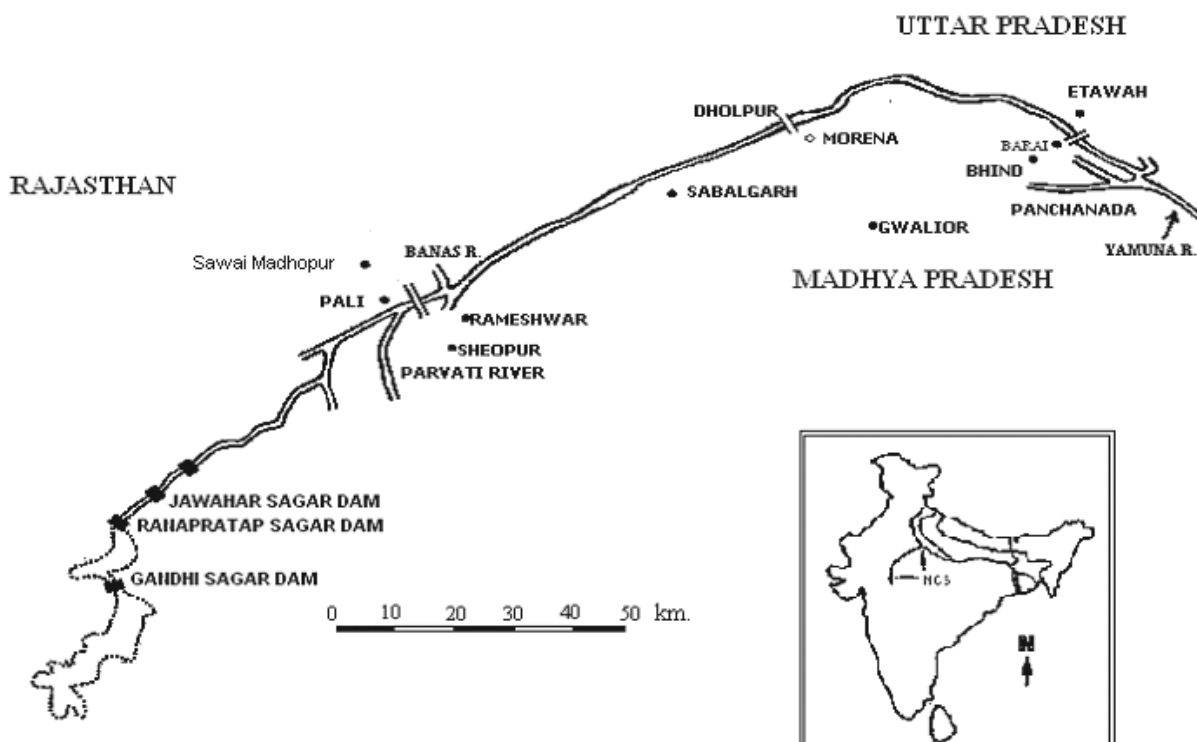 UTTAR PRADESH
ETAWAH
DHOLPUR
MORENA
BARAI
BHIND
RAJASTHAN
SABALGARH
PANCHANADA
GWALIOR
YAMUNA R.
BANAS R.
Sawai Madhopur
MADHYA PRADESH
PALI
RAMESHWAR
SHEOPUR
PARVATI RIVER
JAWAHAR SAGAR DAM
RANAPRATAP SAGAR DAM
GANDHI SAGAR DAM
0 10 20 30 40 50 km.
NCS
N